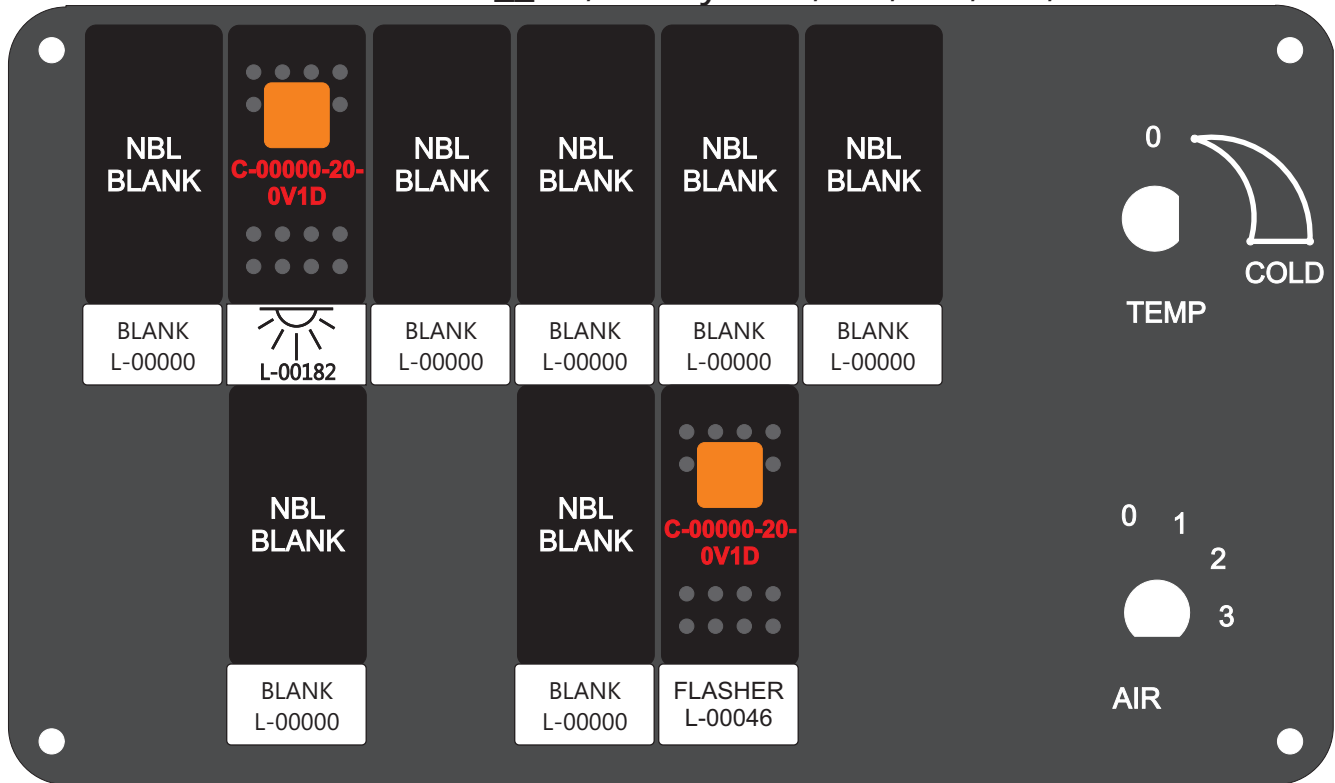 NBL
BLANK
C-00000-20-
0V1D
NBL
BLANK
NBL
BLANK
NBL
BLANK
NBL
BLANK
BLANK
L-00000
L-00182
BLANK
L-00000
BLANK
L-00000
BLANK
L-00000
BLANK
L-00000
0
COLD
TEMP
NBL
BLANK
NBL
BLANK
C-00000-20-
0V1D
BLANK
L-00000
BLANK
L-00000
FLASHER
L-00046
0
1
2
3
AIR